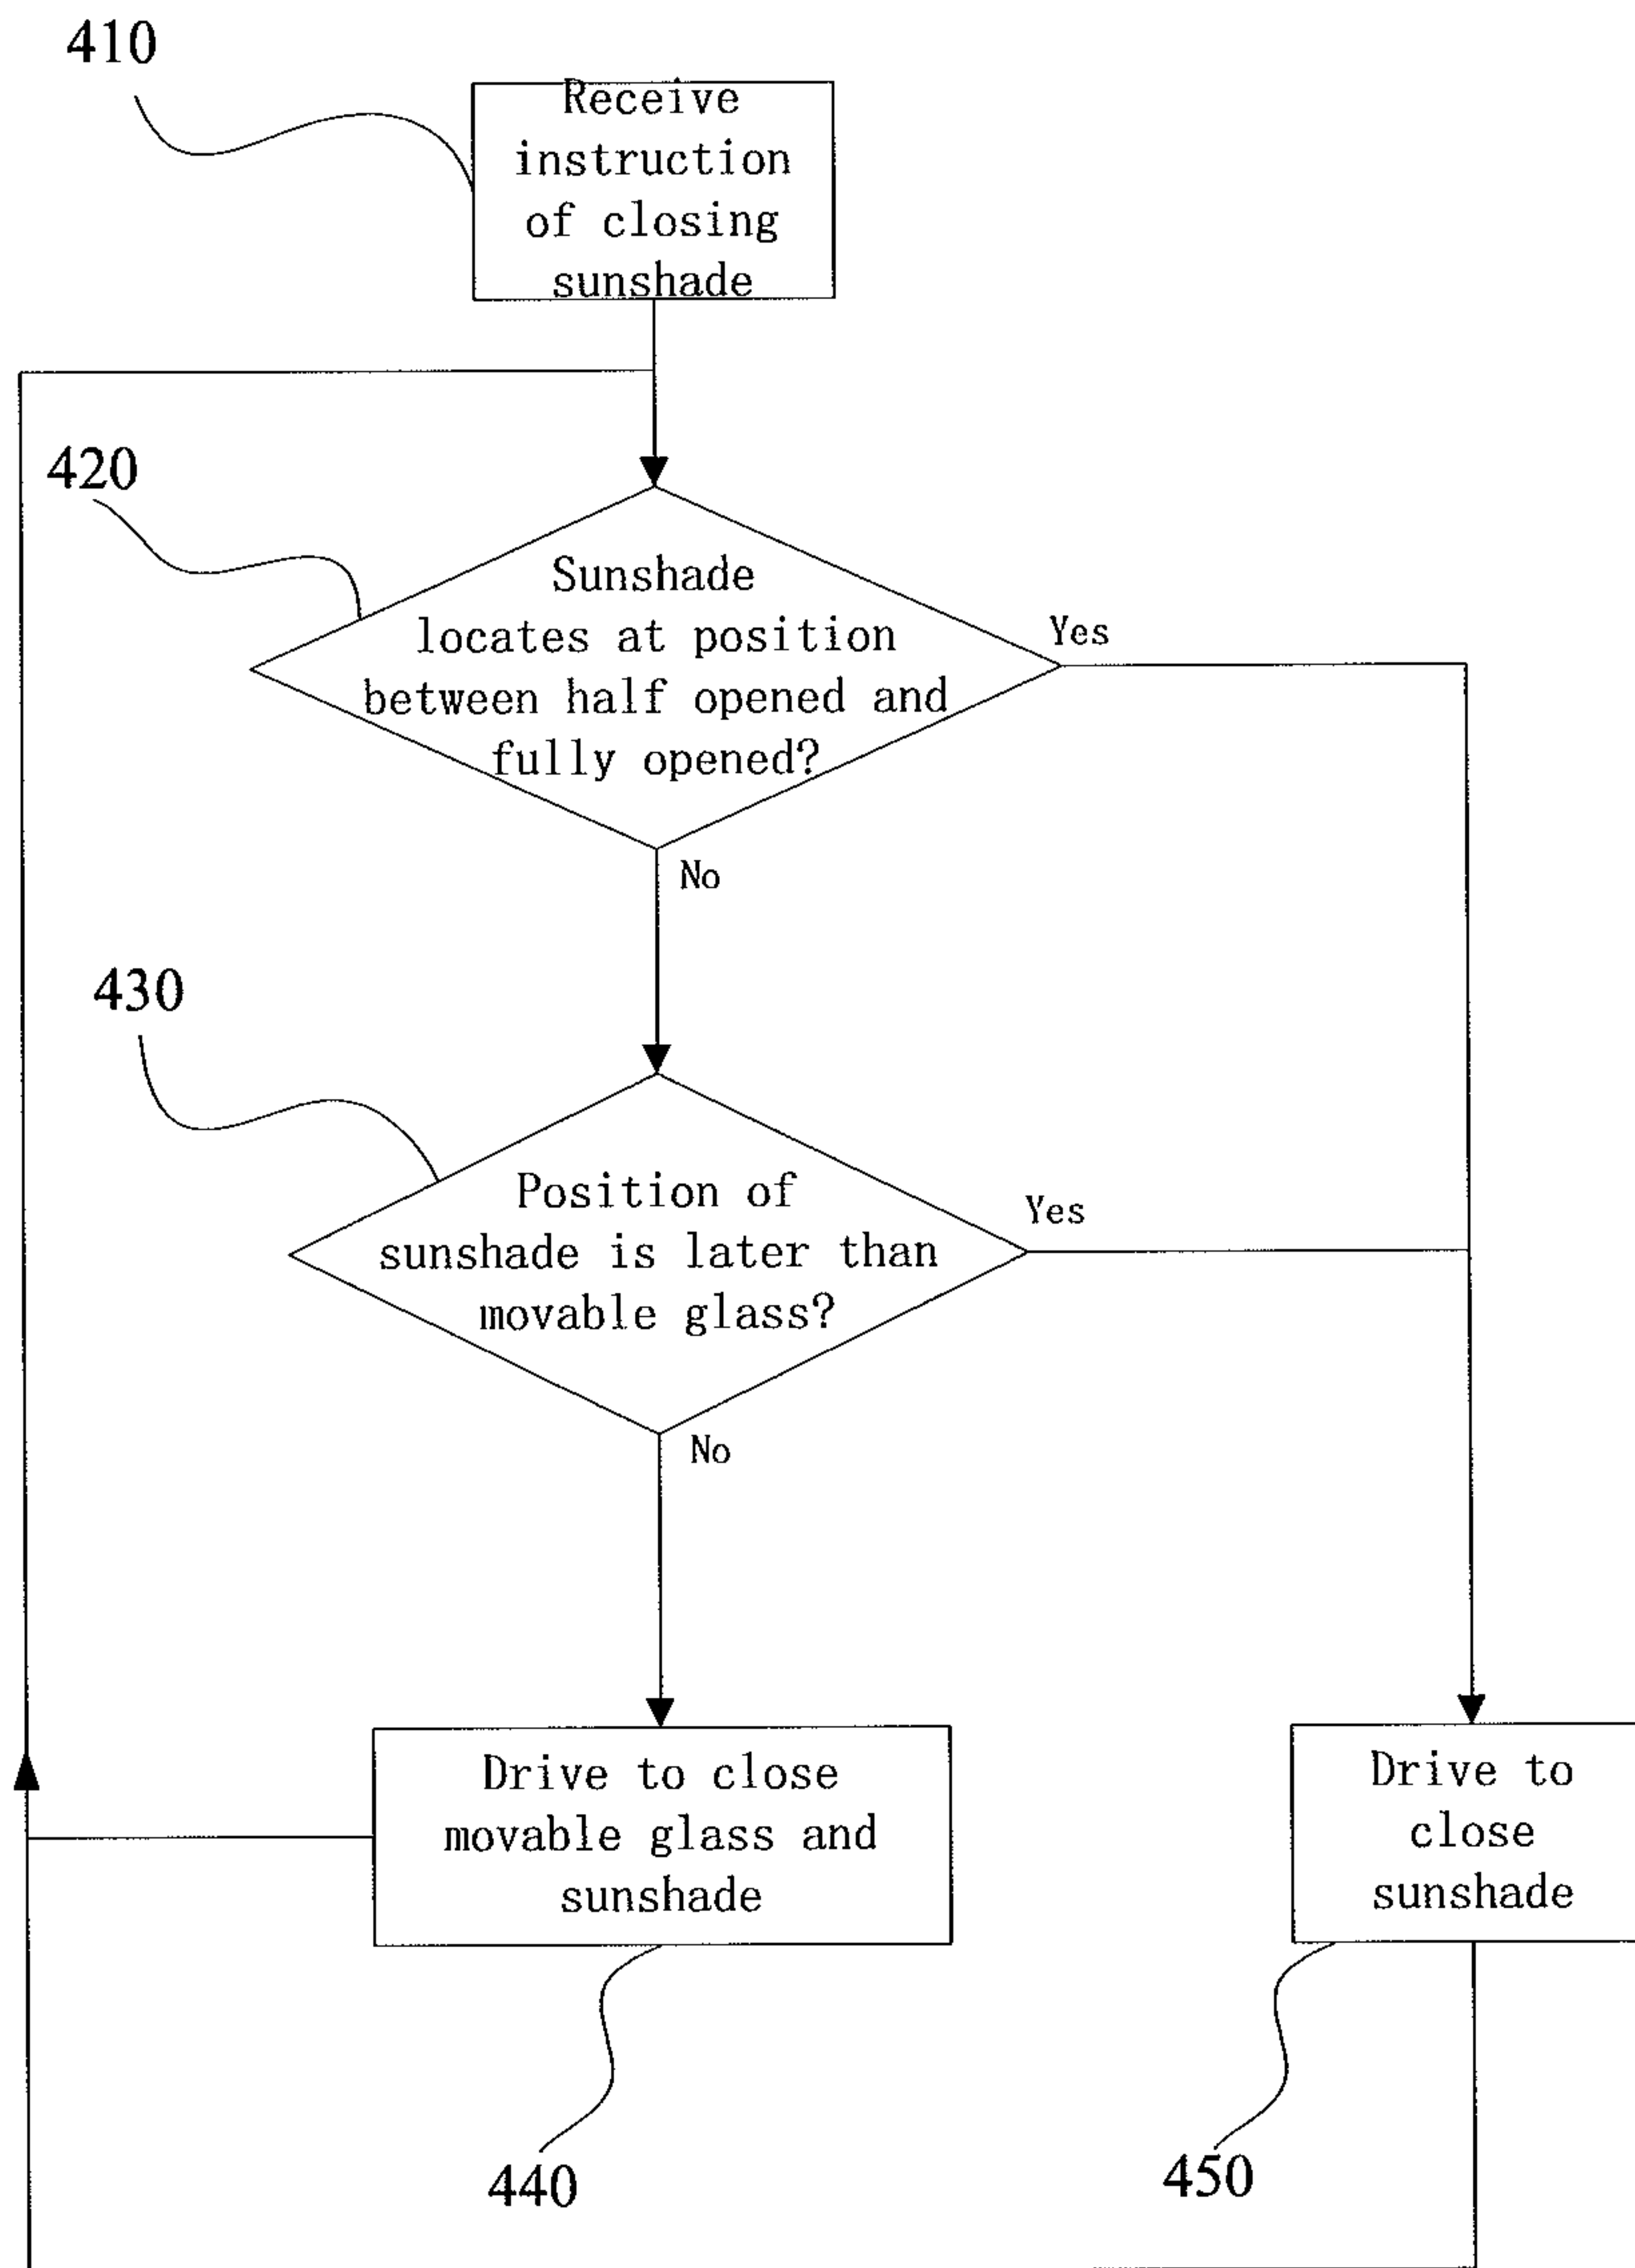 410
Receive
instruction
of closing
sunshade
420
Sunshade
locates at position
between half opened and
fully opened?
Yes
No
430
Position of
sunshade is later than
movable glass?
Yes
No
Drive to close
movable glass and
sunshade
Drive to
close
sunshade
440
450